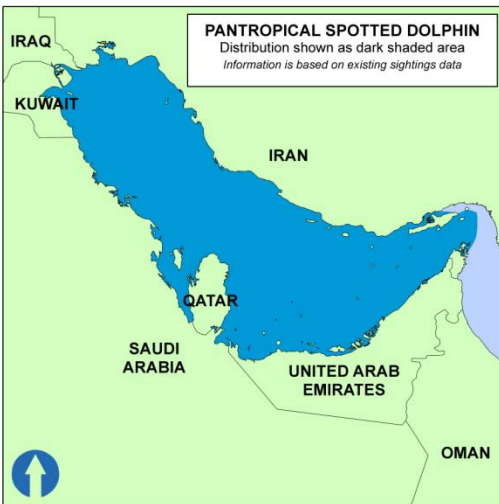 PANTROPICAL SPOTTED DOLPHIN
Distribution shown as dark shaded area
Information is based on existing sightings data
IRAQ
KUWAIT
IRAN
QATAR
SAUDI
ARABIA
UNITED ARAB
EMIRATES
OMAN